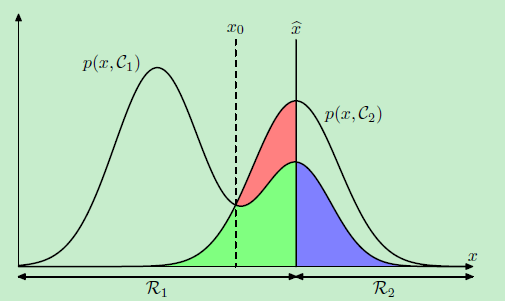 x₀
x̂
p(x, 𝒞₁)
p(x, 𝒞₂)
x
ℛ₁
ℛ₂